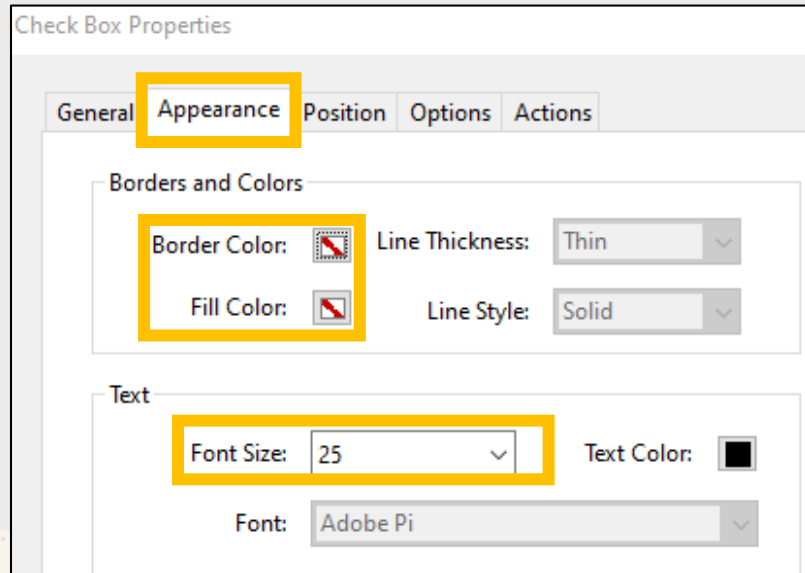 Check Box Properties
General Appearance Position Options Actions
Borders and Colors
Border Color: Line Thickness: Thin
Fill Color: Line Style: Solid
Text
Font Size: 25 Text Color:
Font: Adobe Pi